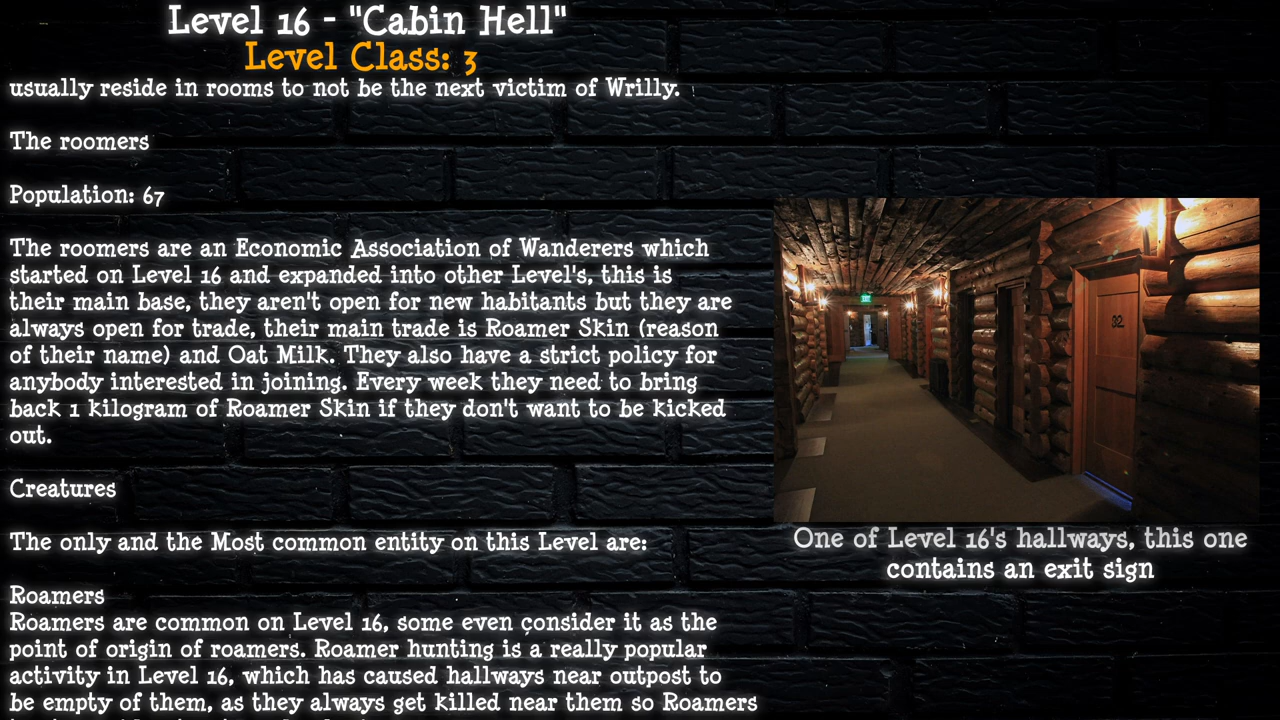 Level 16 - "Cabin Hell"
Level Class: 3
usually reside in rooms to not be the next victim of Wrilly.
The roomers
Population: 67
The roomers are an Economic Association of Wanderers which
started on Level 16 and expanded into other Level's, this is
their main base, they aren't open for new habitants but they are
always open for trade, their main trade is Roamer Skin (reason
of their name) and Oat Milk. They also have a strict policy for
anybody interested in joining. Every week they need to bring
back 1 kilogram of Roamer Skin if they don't want to be kicked
out.
Creatures
The only and the Most common entity on this Level are:
Roamers
Roamers are common on Level 16, some even consider it as the
point of origin of roamers. Roamer hunting is a really popular
activity in Level 16, which has caused hallways near outpost to
be empty of them, as they always get killed near them so Roamers
92
One of Level 16's hallways, this one
contains an exit sign